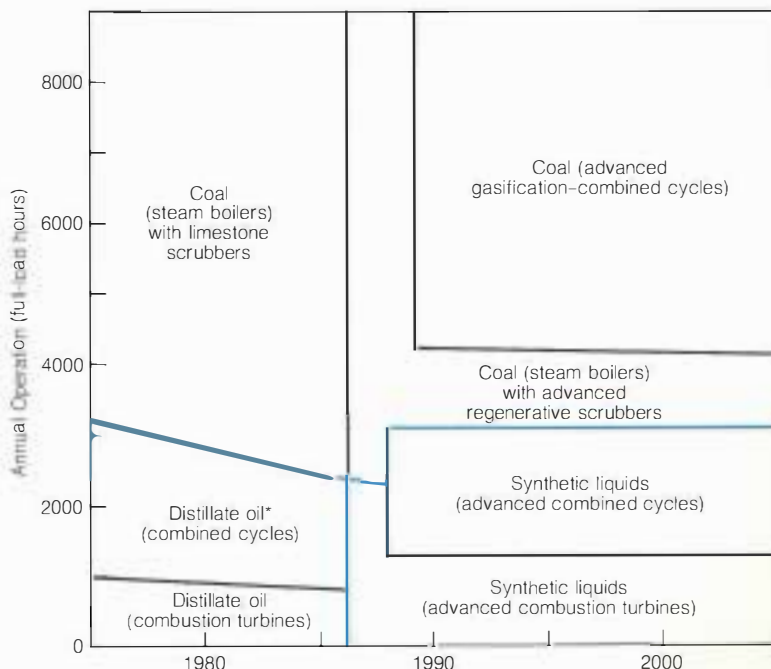 8000
6000
4000
2000
0
Annual Operation (full-load hours)
Coal
(steam boilers)
with limestone
scrubbers
Coal (advanced
gasification-combined cycles)
Coal (steam boilers)
with advanced
regenerative scrubbers
Distillate oil*
(combined cycles)
Synthetic liquids
(advanced combined cycles)
Distillate oil
(combustion turbines)
Synthetic liquids
(advanced combustion turbines)
1980
1990
2000